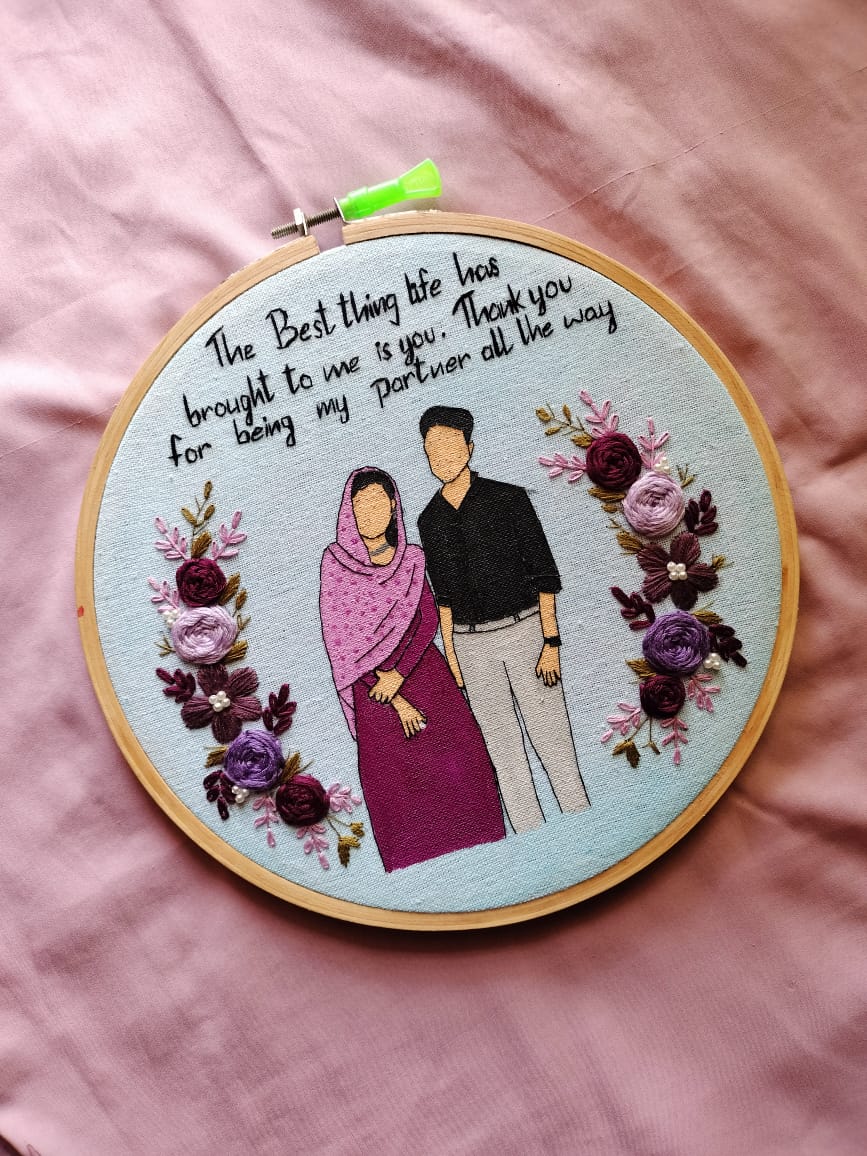 The Best thing life has
brought to me is you. Thank you
for being my partner all the way